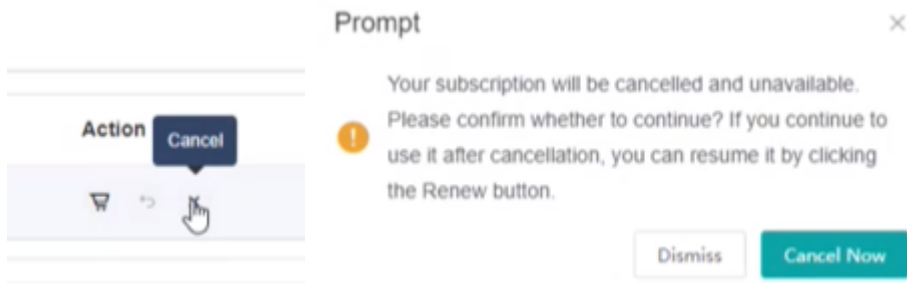 Action
Cancel
Prompt
Your subscription will be cancelled and unavailable.
Please confirm whether to continue? If you continue to
use it after cancellation, you can resume it by clicking
the Renew button.
Dismiss
Cancel Now